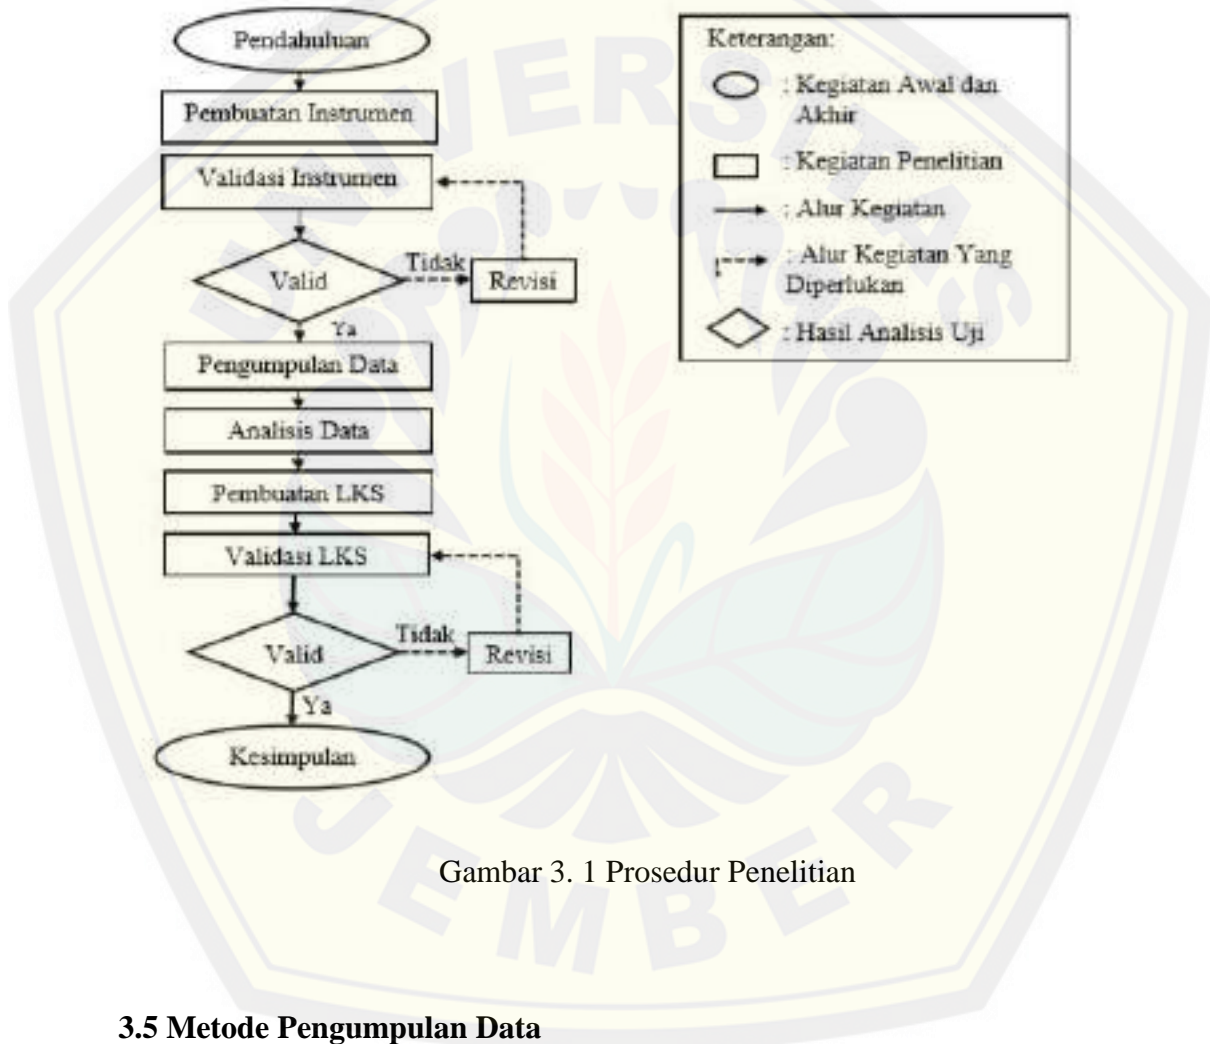 Pendahuluan
Pembuatan Instrumen
Validasi Instrumen
Valid
Tidak
Revisi
Ya
Pengumpulan Data
Analisis Data
Pembuatan LKS
Validasi LKS
Valid
Tidak
Revisi
Ya
Kesimpulan
Keterangan:
: Kegiatan Awal dan
Akhir
: Kegiatan Penelitian
: Alur Kegiatan
: Alur Kegiatan Yang
Diperlukan
: Hasil Analisis Uji
UNIVERSITAS
JEMBER
Gambar 3. 1 Prosedur Penelitian
3.5 Metode Pengumpulan Data